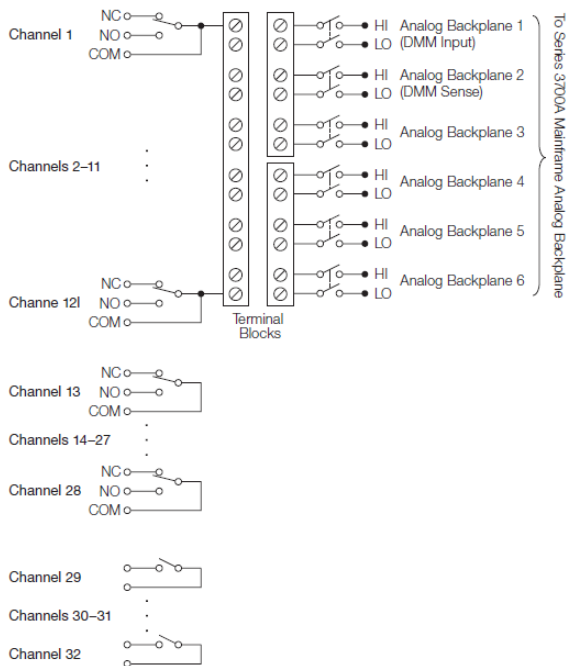 Channel 1
NC
NO
COM
HI Analog Backplane 1
LO (DMM Input)
HI Analog Backplane 2
LO (DMM Sense)
HI
LO
Analog Backplane 3
Channels 2–11
HI
LO
Analog Backplane 4
HI
LO
Analog Backplane 5
HI
LO
Analog Backplane 6
To Series 3700A Mainframe Analog Backplane
Channe 12l
NC
NO
COM
Terminal
Blocks
Channel 13
NC
NO
COM
Channels 14–27
Channel 28
NC
NO
COM
Channel 29
Channels 30–31
Channel 32